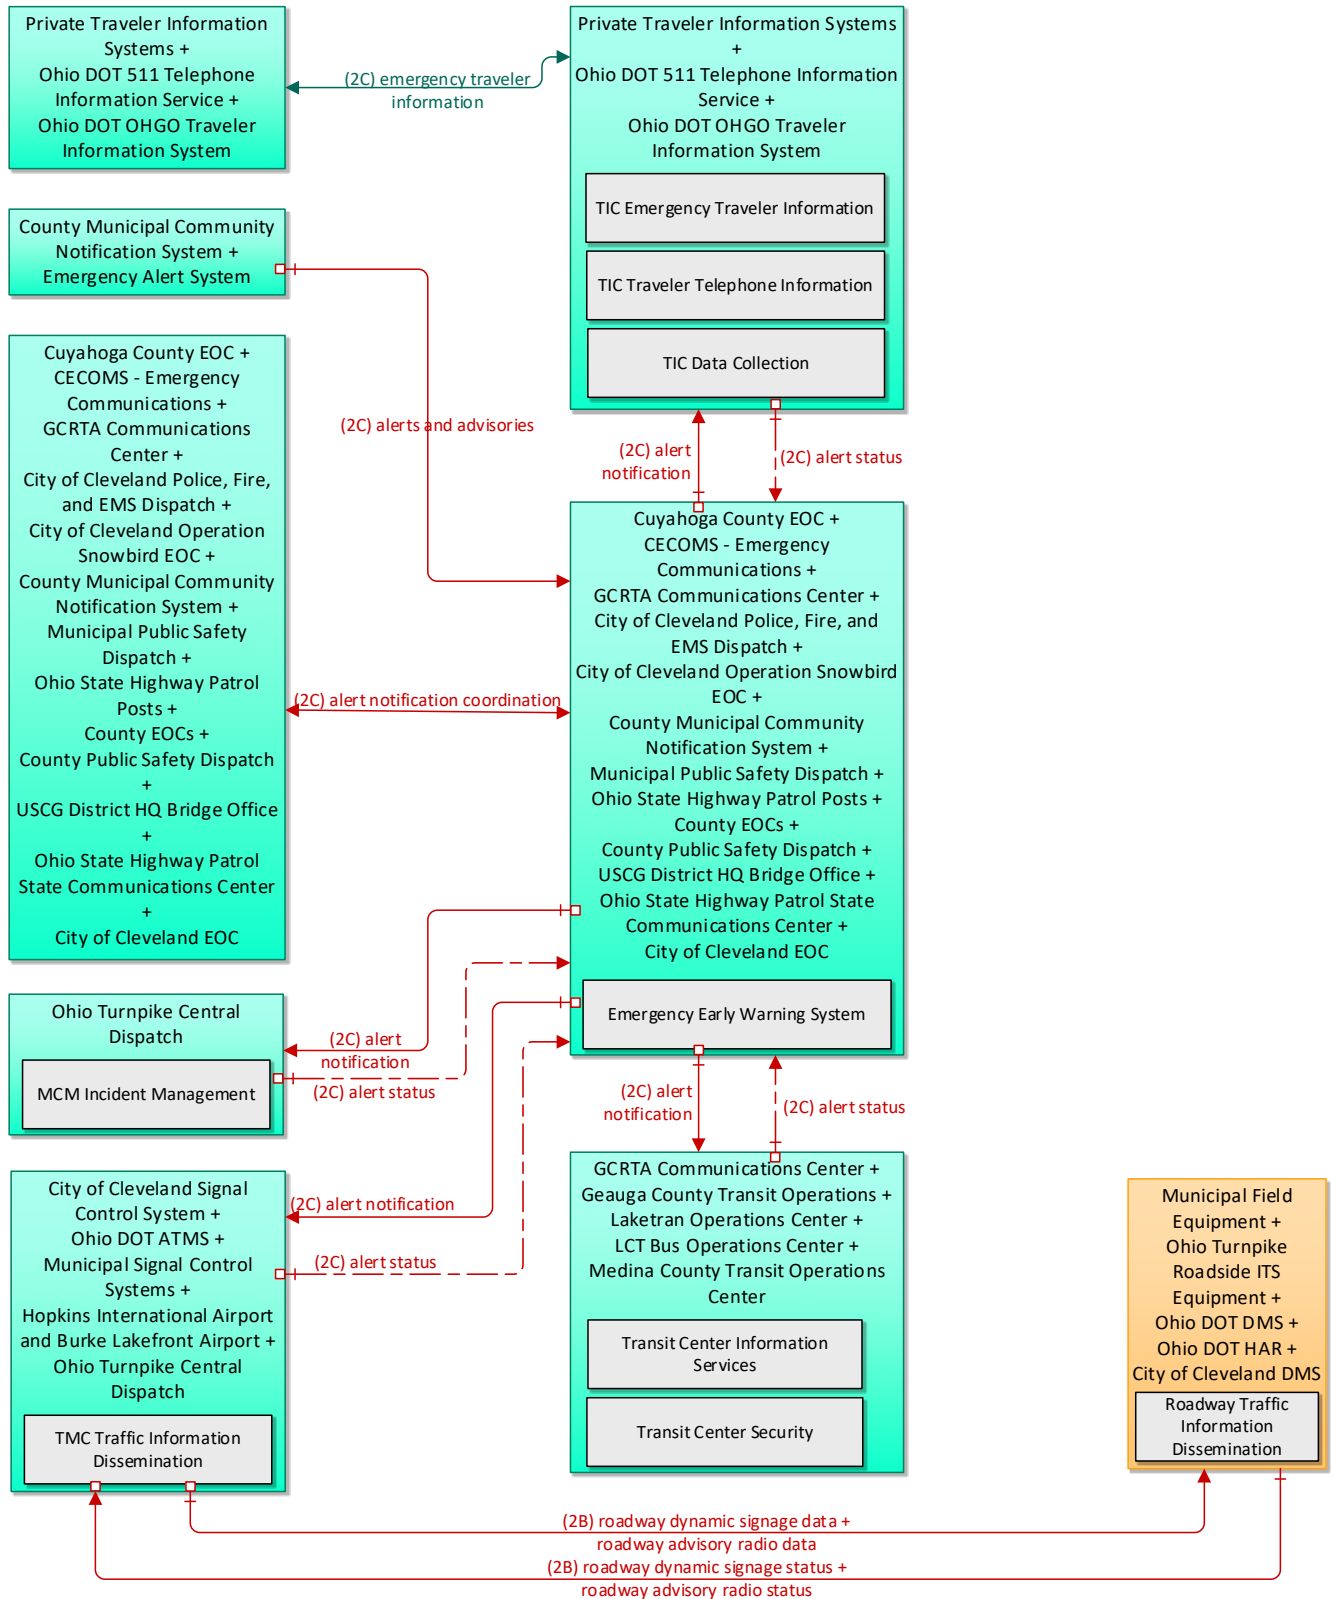 Private Traveler Information
Systems +
Ohio DOT 511 Telephone
Information Service +
Ohio DOT OHGO Traveler
Information System
(2C) emergency traveler
information
Private Traveler Information Systems
+
Ohio DOT 511 Telephone Information
Service +
Ohio DOT OHGO Traveler
Information System
TIC Emergency Traveler Information
TIC Traveler Telephone Information
TIC Data Collection
County Municipal Community
Notification System +
Emergency Alert System
(2C) alerts and advisories
(2C) alert
notification
(2C) alert status
Cuyahoga County EOC +
CECOMS - Emergency
Communications +
GCRTA Communications
Center +
City of Cleveland Police, Fire,
and EMS Dispatch +
City of Cleveland Operation
Snowbird EOC +
County Municipal Community
Notification System +
Municipal Public Safety
Dispatch +
Ohio State Highway Patrol
Posts +
County EOCs +
County Public Safety Dispatch
+
USCG District HQ Bridge Office
+
Ohio State Highway Patrol
State Communications Center
+
City of Cleveland EOC
(2C) alert notification coordination
Cuyahoga County EOC +
CECOMS - Emergency
Communications +
GCRTA Communications Center +
City of Cleveland Police, Fire, and
EMS Dispatch +
City of Cleveland Operation Snowbird
EOC +
County Municipal Community
Notification System +
Municipal Public Safety Dispatch +
Ohio State Highway Patrol Posts +
County EOCs +
County Public Safety Dispatch +
USCG District HQ Bridge Office +
Ohio State Highway Patrol State
Communications Center +
City of Cleveland EOC
Emergency Early Warning System
Ohio Turnpike Central
Dispatch
MCM Incident Management
(2C) alert
notification
(2C) alert status
(2C) alert
notification
(2C) alert status
City of Cleveland Signal
Control System +
Ohio DOT ATMS +
Municipal Signal Control
Systems +
Hopkins International Airport
and Burke Lakefront Airport +
Ohio Turnpike Central
Dispatch
TMC Traffic Information
Dissemination
(2C) alert notification
(2C) alert status
GCRTA Communications Center +
Geauga County Transit Operations +
Laketran Operations Center +
LCT Bus Operations Center +
Medina County Transit Operations
Center
Transit Center Information
Services
Transit Center Security
Municipal Field
Equipment +
Ohio Turnpike
Roadside ITS
Equipment +
Ohio DOT DMS +
Ohio DOT HAR +
City of Cleveland DMS
Roadway Traffic
Information
Dissemination
(2B) roadway dynamic signage data +
roadway advisory radio data
(2B) roadway dynamic signage status +
roadway advisory radio status